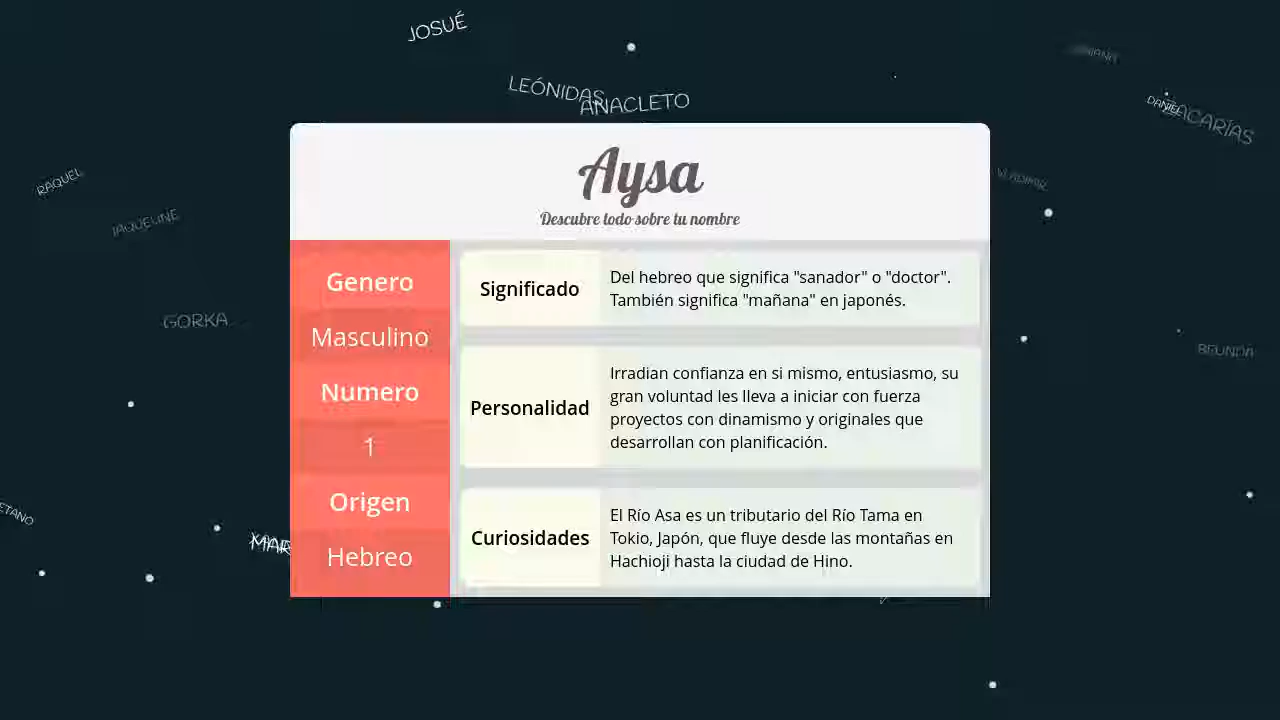 JOSUÉ
LEÓNIDAS
ANACLETO
DANIEL
ZACARÍAS
RAQUEL
VLADIMIR
JAQUELINE
GORKA
Aysa
Descubre todo sobre tu nombre
Genero
Masculino
Numero
1
Origen
Hebreo
Significado
Del hebreo que significa "sanador" o "doctor".
También significa "mañana" en japonés.
Personalidad
Irradian confianza en si mismo, entusiasmo, su
gran voluntad les lleva a iniciar con fuerza
proyectos con dinamismo y originales que
desarrollan con planificación.
Curiosidades
El Río Asa es un tributario del Río Tama en
Tokio, Japón, que fluye desde las montañas en
Hachioji hasta la ciudad de Hino.